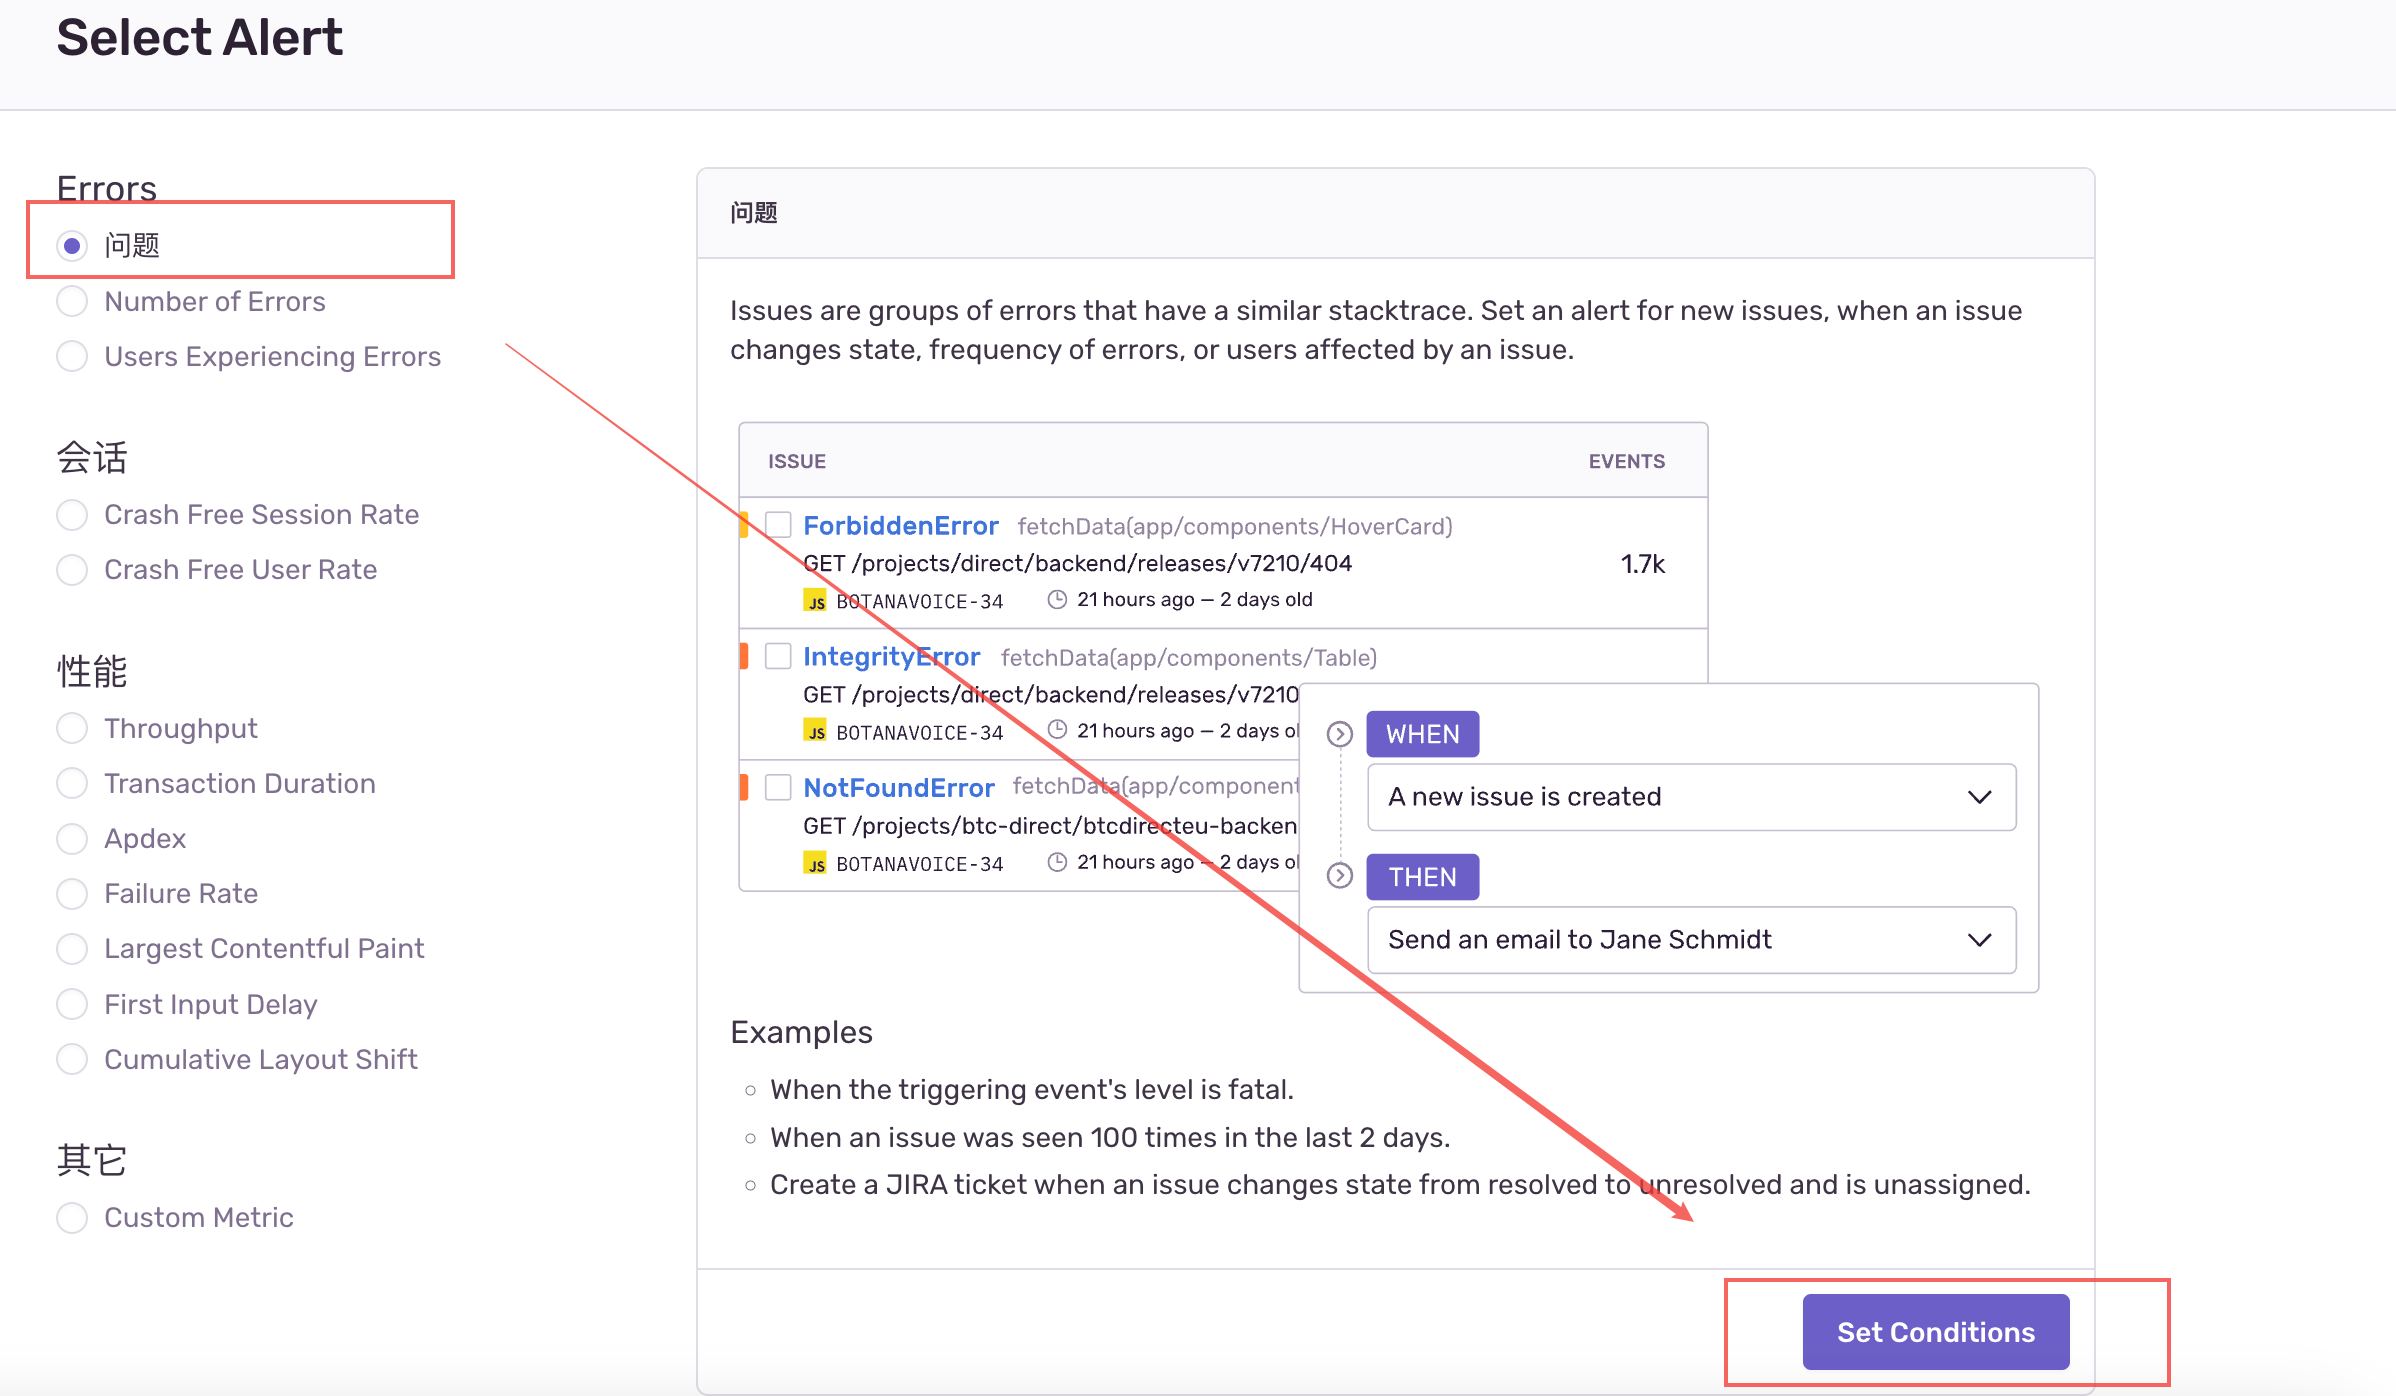 Select Alert
Errors
问题
Number of Errors
Users Experiencing Errors
会话
Crash Free Session Rate
Crash Free User Rate
性能
Throughput
Transaction Duration
Apdex
Failure Rate
Largest Contentful Paint
First Input Delay
Cumulative Layout Shift
其它
Custom Metric
问题
Issues are groups of errors that have a similar stacktrace. Set an alert for new issues, when an issue
changes state, frequency of errors, or users affected by an issue.
ISSUE EVENTS
ForbiddenError fetchData(app/components/HoverCard)
GET /projects/direct/backend/releases/v7210/404 1.7k
JS BOTANAVOICE-34 21 hours ago — 2 days old
IntegrityError fetchData(app/components/Table)
GET /projects/direct/backend/releases/v7210
JS BOTANAVOICE-34 21 hours ago — 2 days ol
NotFoundError fetchData(app/component
GET /projects/btc-direct/btcdirecteu-backen
JS BOTANAVOICE-34 21 hours ago — 2 days ol
WHEN
A new issue is created
THEN
Send an email to Jane Schmidt
Examples
When the triggering event's level is fatal.
When an issue was seen 100 times in the last 2 days.
Create a JIRA ticket when an issue changes state from resolved to unresolved and is unassigned.
Set Conditions